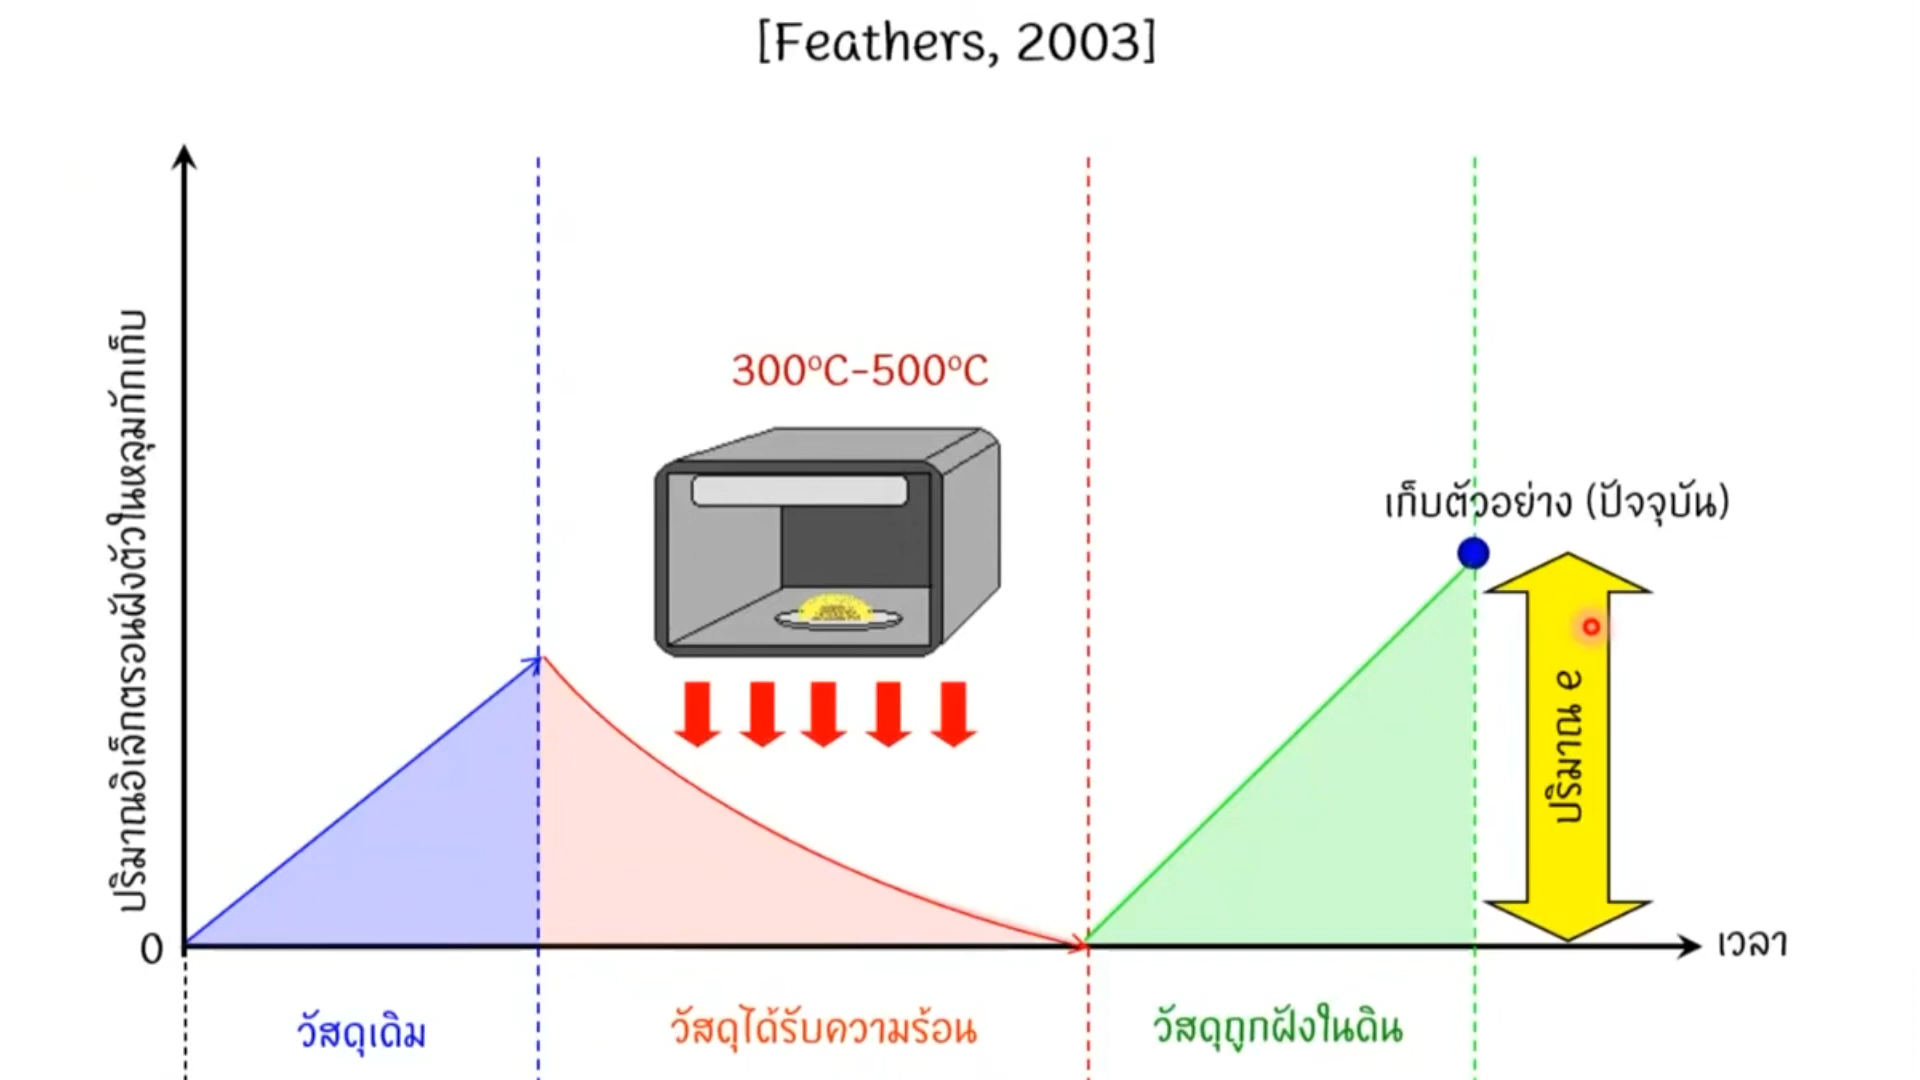 [Feathers, 2003]
ปริมาณอิเล็กตรอนที่ฝังตัวในหลุมกักเก็บ
300ºC-500ºC
เก็บตัวอย่าง (ปัจจุบัน)
ปริมาณ e
0
เวลา
วัสดุเดิม
วัสดุได้รับความร้อน
วัสดุถูกฝังในดิน